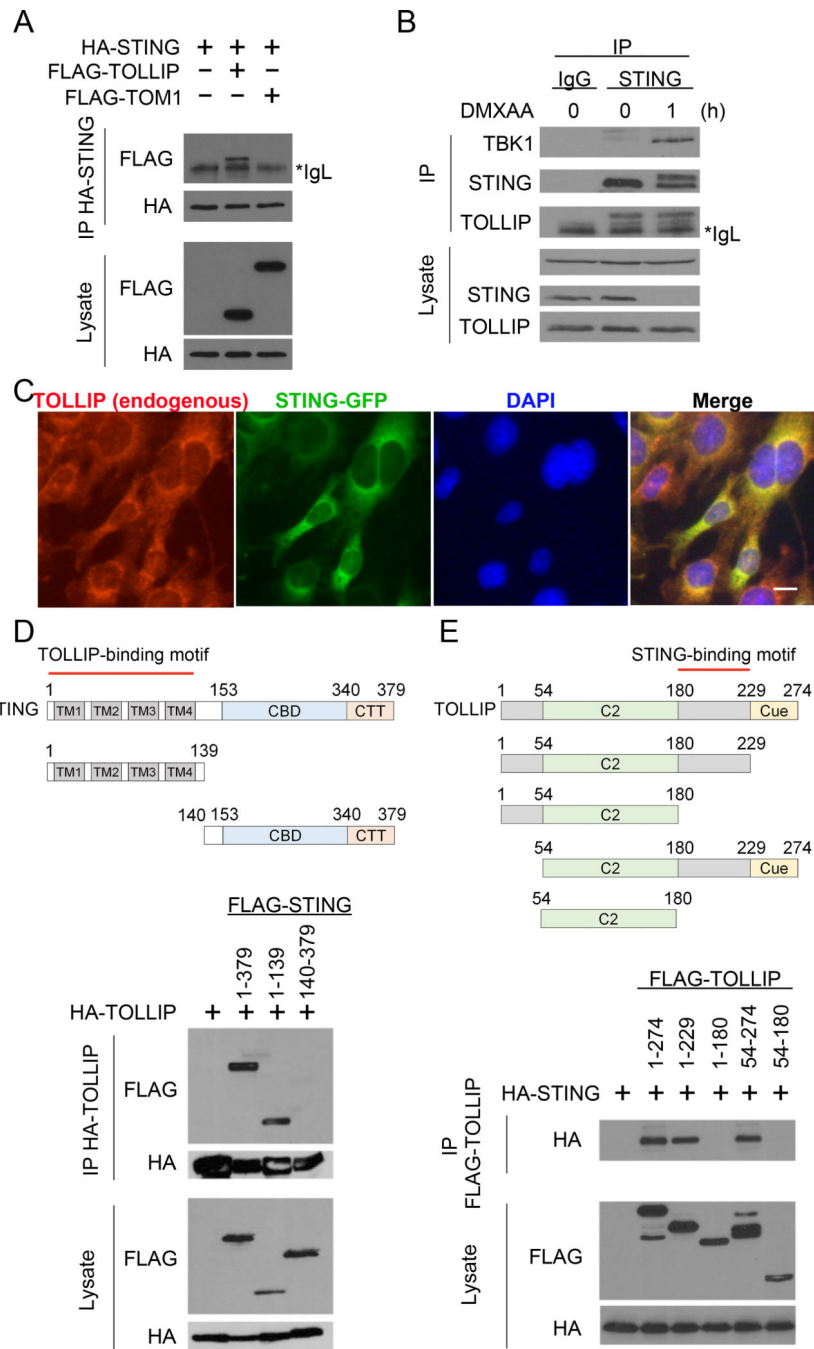 A
HA-STING + + +
FLAG-TOLLIP – + –
FLAG-TOM1 – – +
IP HA-STING
FLAG
*IgL
HA
Lysate
FLAG
HA
B
IP
IgG STING
DMXAA 0 0 1 (h)
IP
TBK1
STING
TOLLIP
*IgL
Lysate
STING
TOLLIP
C
TOLLIP (endogenous) STING-GFP DAPI Merge
D
TOLLIP-binding motif
1 153 340 379
TING TM1 TM2 TM3 TM4 CBD CTT
1 139
TM1 TM2 TM3 TM4
140 153 340 379
CBD CTT
FLAG-STING
1-379 1-139 140-379
HA-TOLLIP + + + +
IP HA-TOLLIP
FLAG
HA
Lysate
FLAG
HA
E
STING-binding motif
1 54 180 229 274
TOLLIP C2 Cue
1 54 180 229
C2
1 54 180
C2
54 180 229 274
C2 Cue
54 180
C2
FLAG-TOLLIP
1-274 1-229 1-180 54-274 54-180
HA-STING + + + + + +
IP
FLAG-TOLLIP
HA
Lysate
FLAG
HA